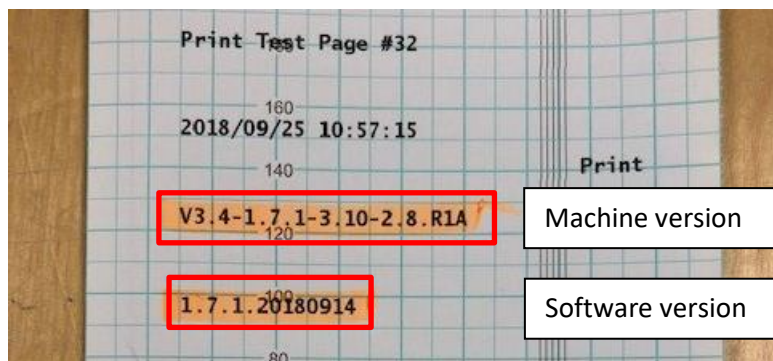 Print Test Page #32
180
160
2018/09/25 10:57:15
140
Print
V3.4-1.7.1-3.10-2.8.R1A
Machine version
120
100
1.7.1.20180914
Software version
80